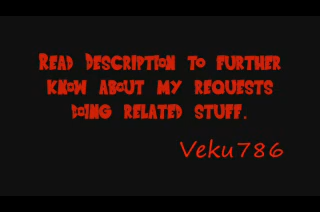 Read Description to further
know about my requests
doing related stuff.
Veku786